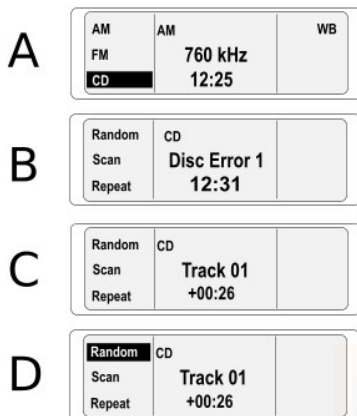 A
AM AM WB
FM 760 kHz
CD 12:25
B
Random CD
Scan Disc Error 1
Repeat 12:31
C
Random CD
Scan Track 01
Repeat +00:26
D
Random CD
Scan Track 01
Repeat +00:26